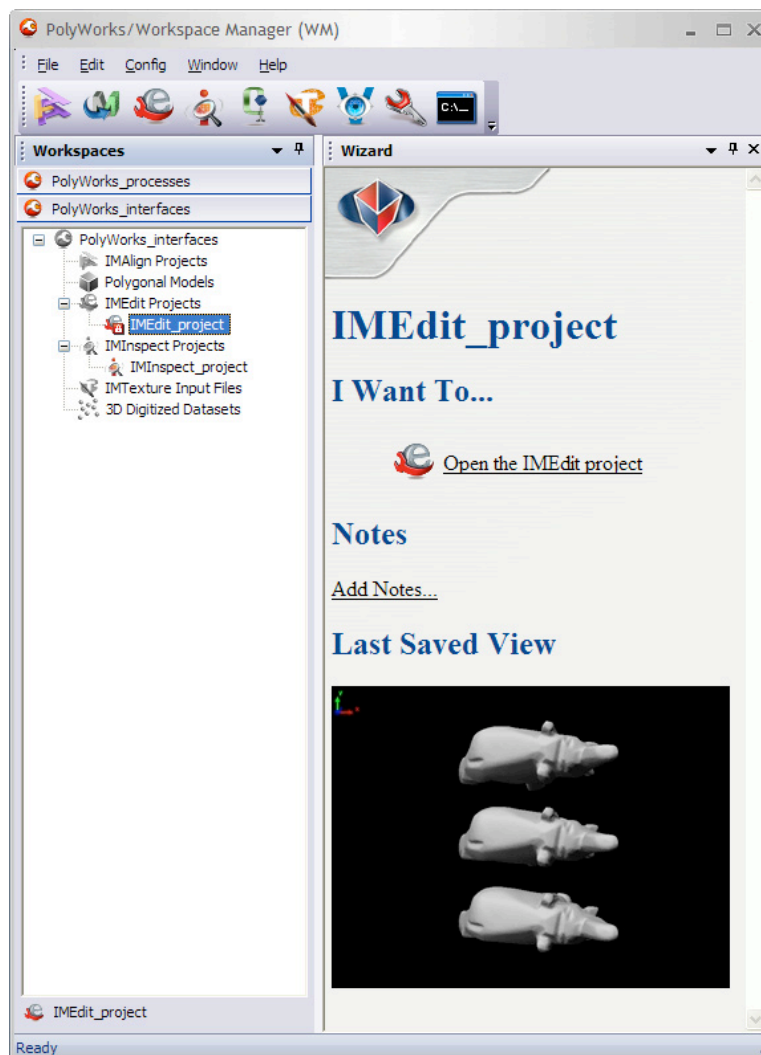 PolyWorks/Workspace Manager (WM)
File Edit Config Window Help
C:\_
Workspaces
PolyWorks_processes
PolyWorks_interfaces
PolyWorks_interfaces
IMAlign Projects
Polygonal Models
IMEdit Projects
IMEdit_project
IMInspect Projects
IMInspect_project
IMTexture Input Files
3D Digitized Datasets
IMEdit_project
Wizard
IMEdit_project
I Want To...
Open the IMEdit project
Notes
Add Notes...
Last Saved View
Y
x
Ready